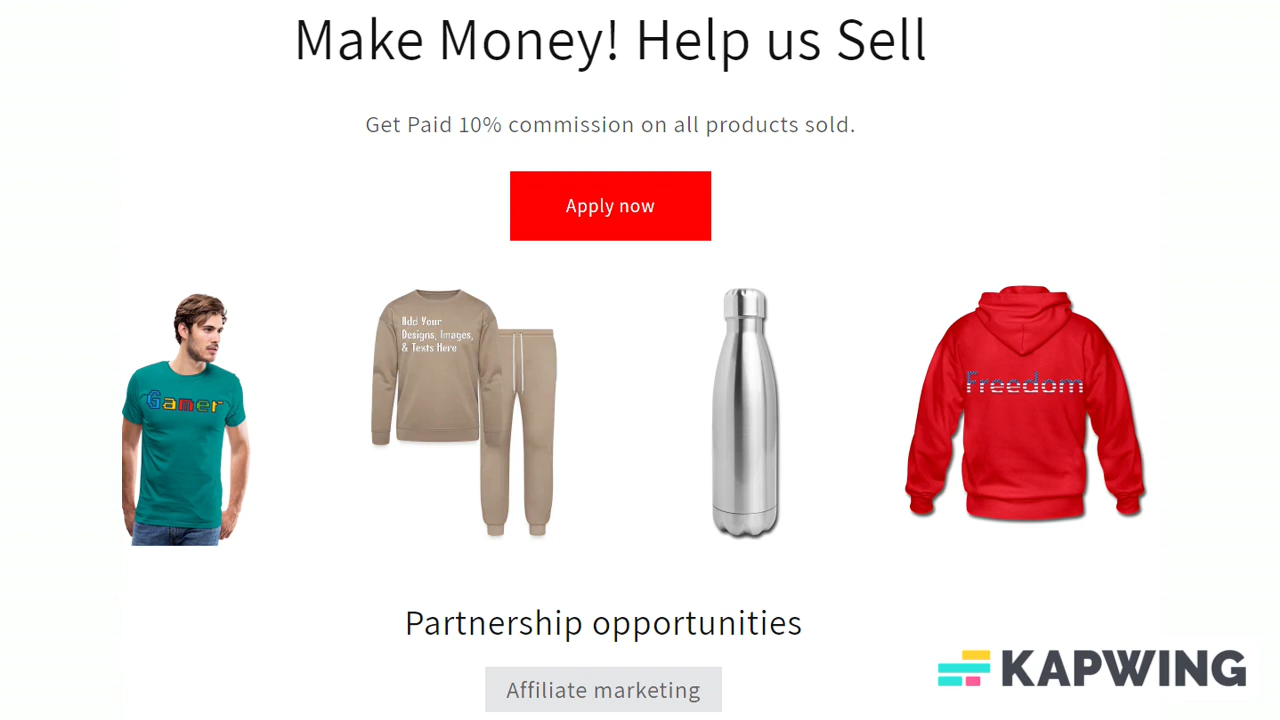 Make Money! Help us Sell
Get Paid 10% commission on all products sold.
Apply now
Gamer
Add Your
Designs, Images,
& Texts Here
Freedom
Partnership opportunities
Affiliate marketing
KAPWING